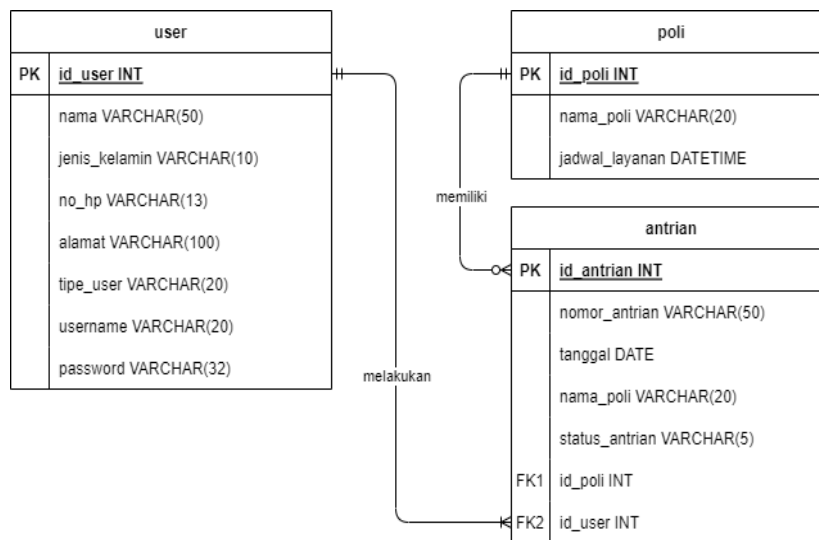 user
PK id_user INT
nama VARCHAR(50)
jenis_kelamin VARCHAR(10)
no_hp VARCHAR(13)
alamat VARCHAR(100)
tipe_user VARCHAR(20)
username VARCHAR(20)
password VARCHAR(32)
melakukan
memiliki
poli
PK id_poli INT
nama_poli VARCHAR(20)
jadwal_layanan DATETIME
antrian
PK id_antrian INT
nomor_antrian VARCHAR(50)
tanggal DATE
nama_poli VARCHAR(20)
status_antrian VARCHAR(5)
FK1 id_poli INT
FK2 id_user INT